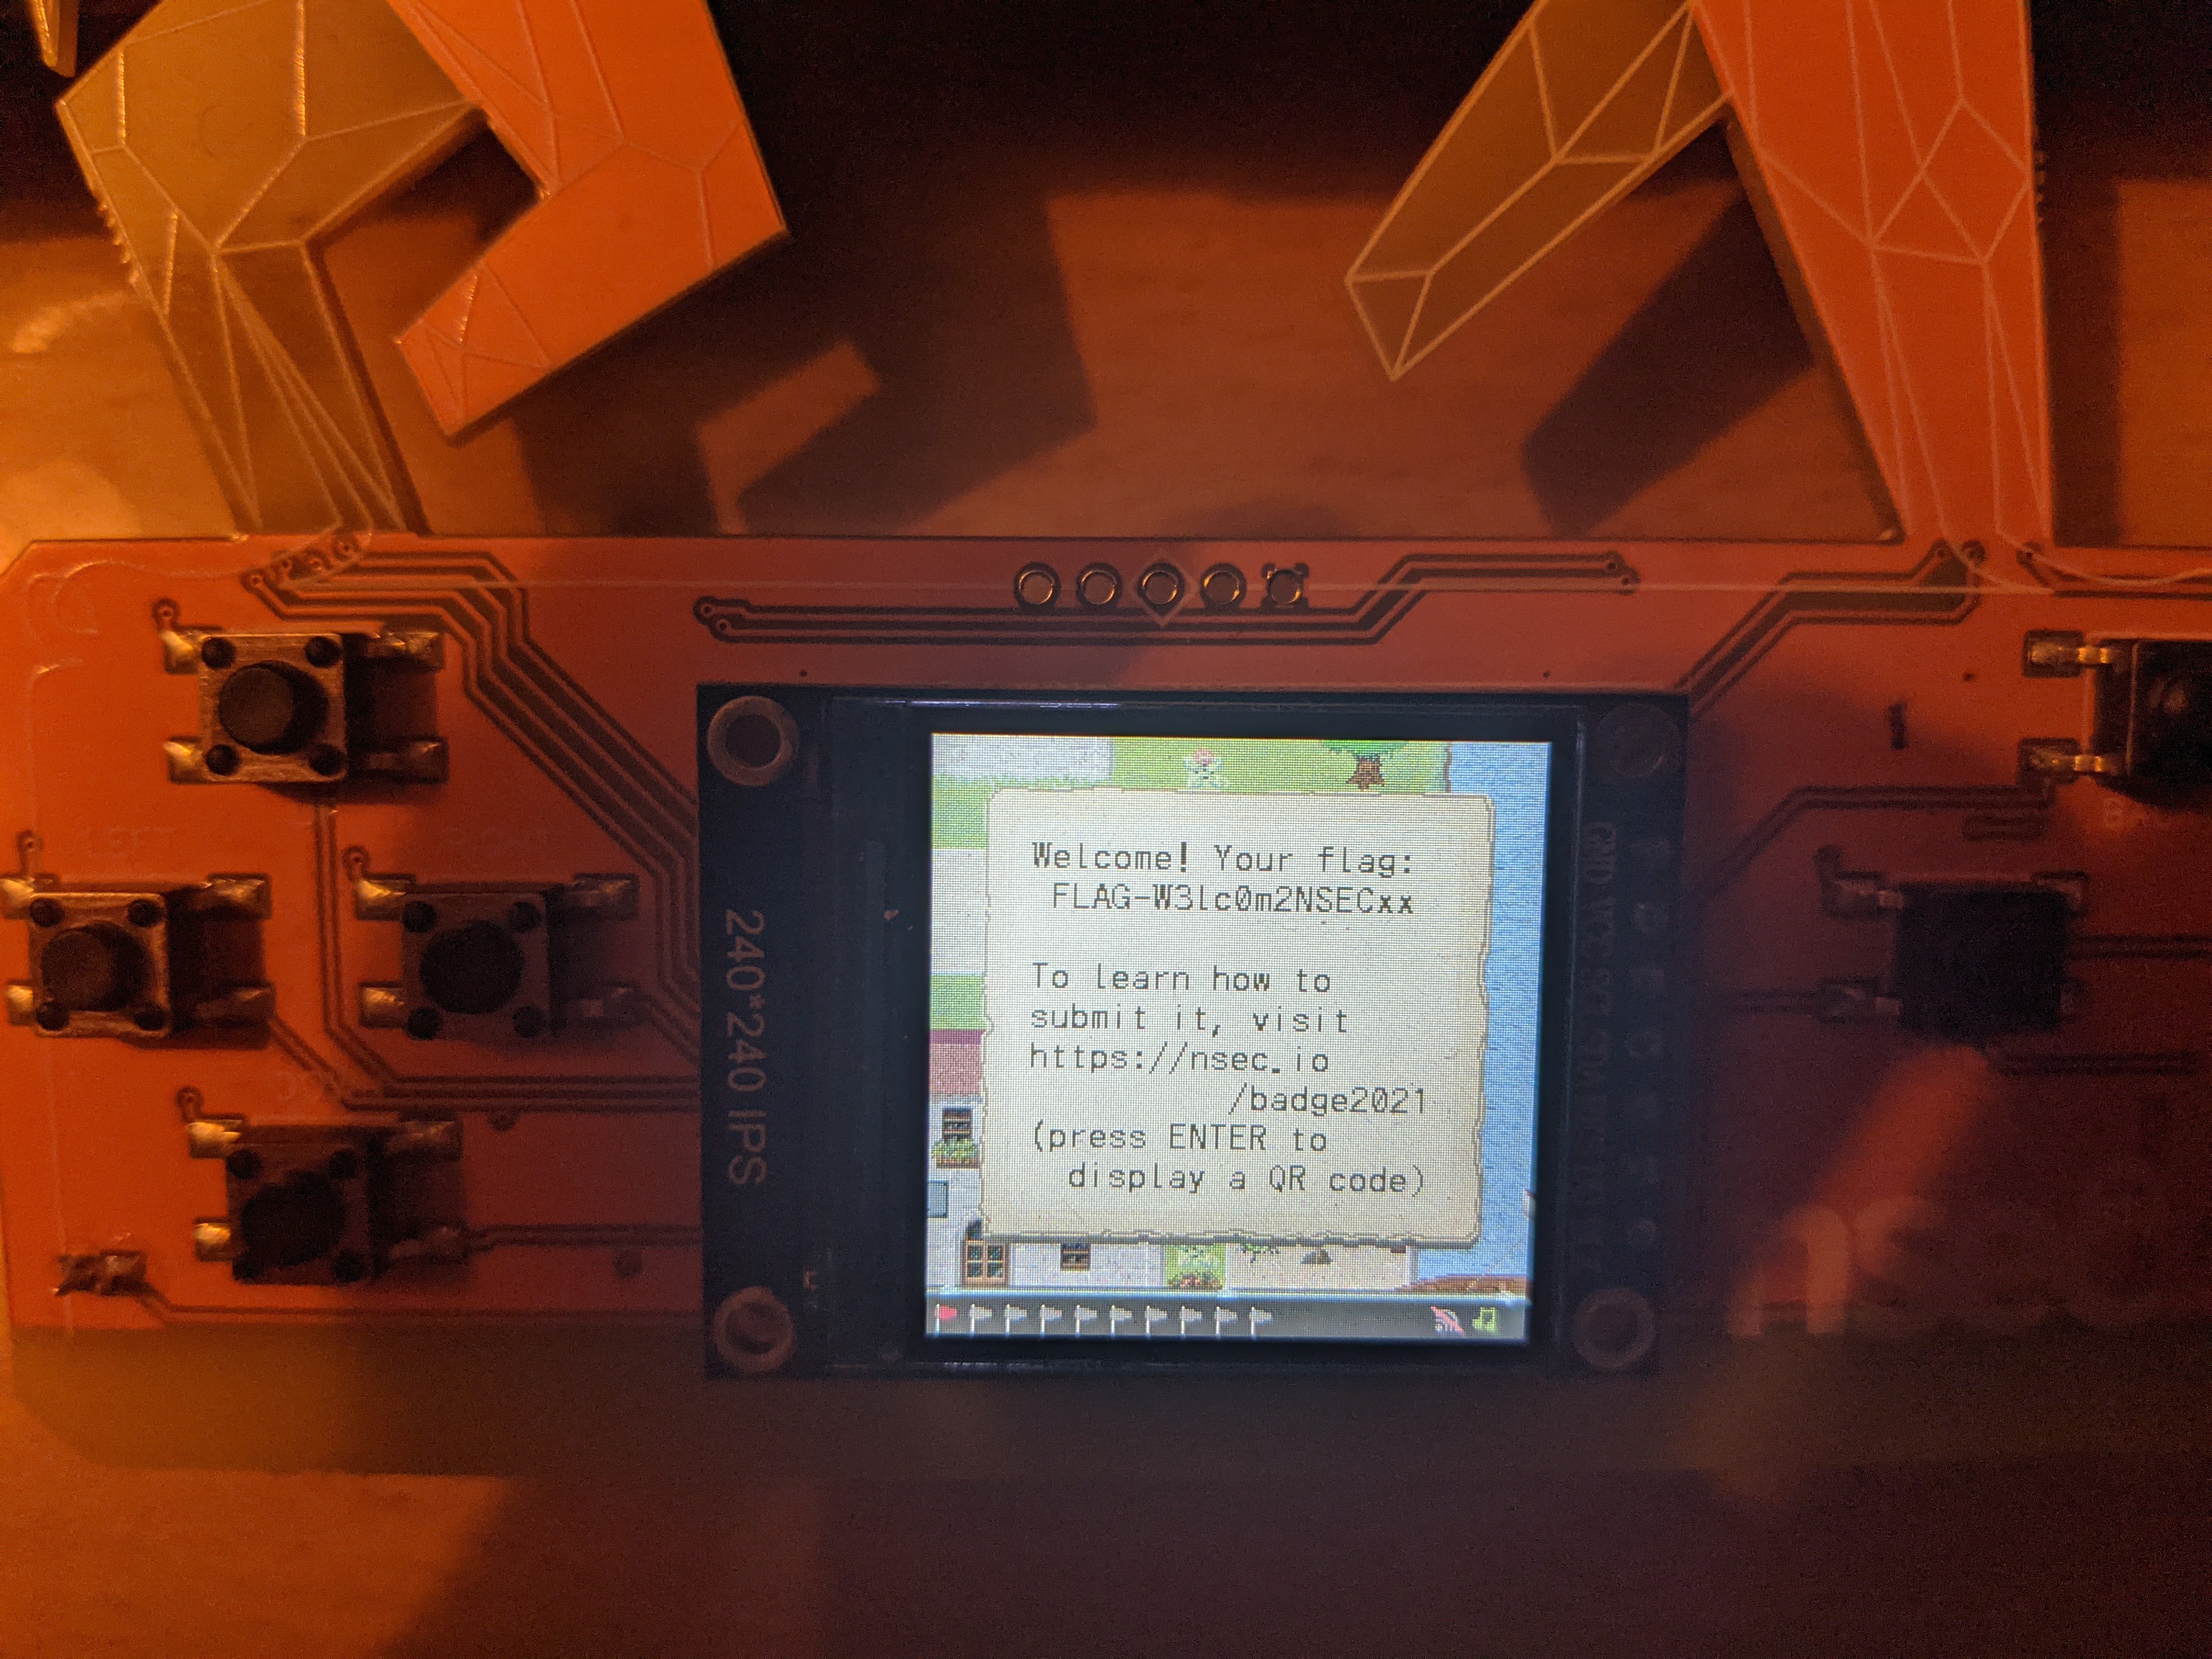 Welcome! Your flag:
FLAG-W3lc0m2NSECxx
To learn how to
submit it, visit
https://nsec.io
/badge2021
(press ENTER to
display a QR code)
240*240 IPS